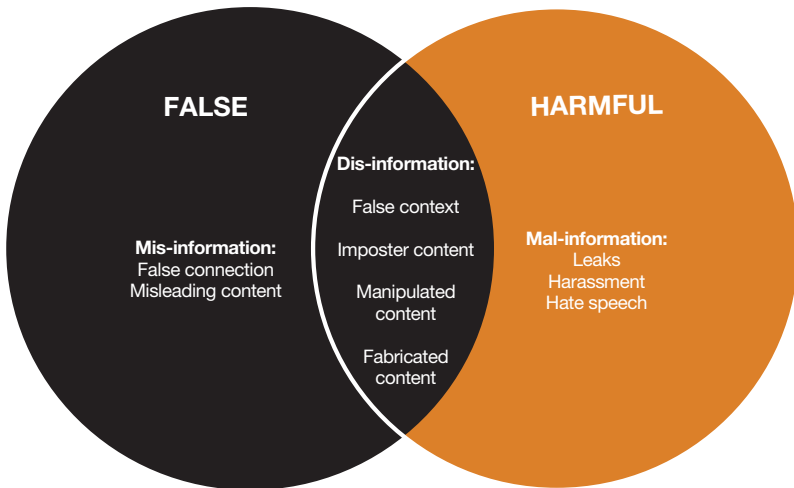 FALSE
HARMFUL
Mis-information:
False connection
Misleading content
Dis-information:
False context
Imposter content
Manipulated
content
Fabricated
content
Mal-information:
Leaks
Harassment
Hate speech